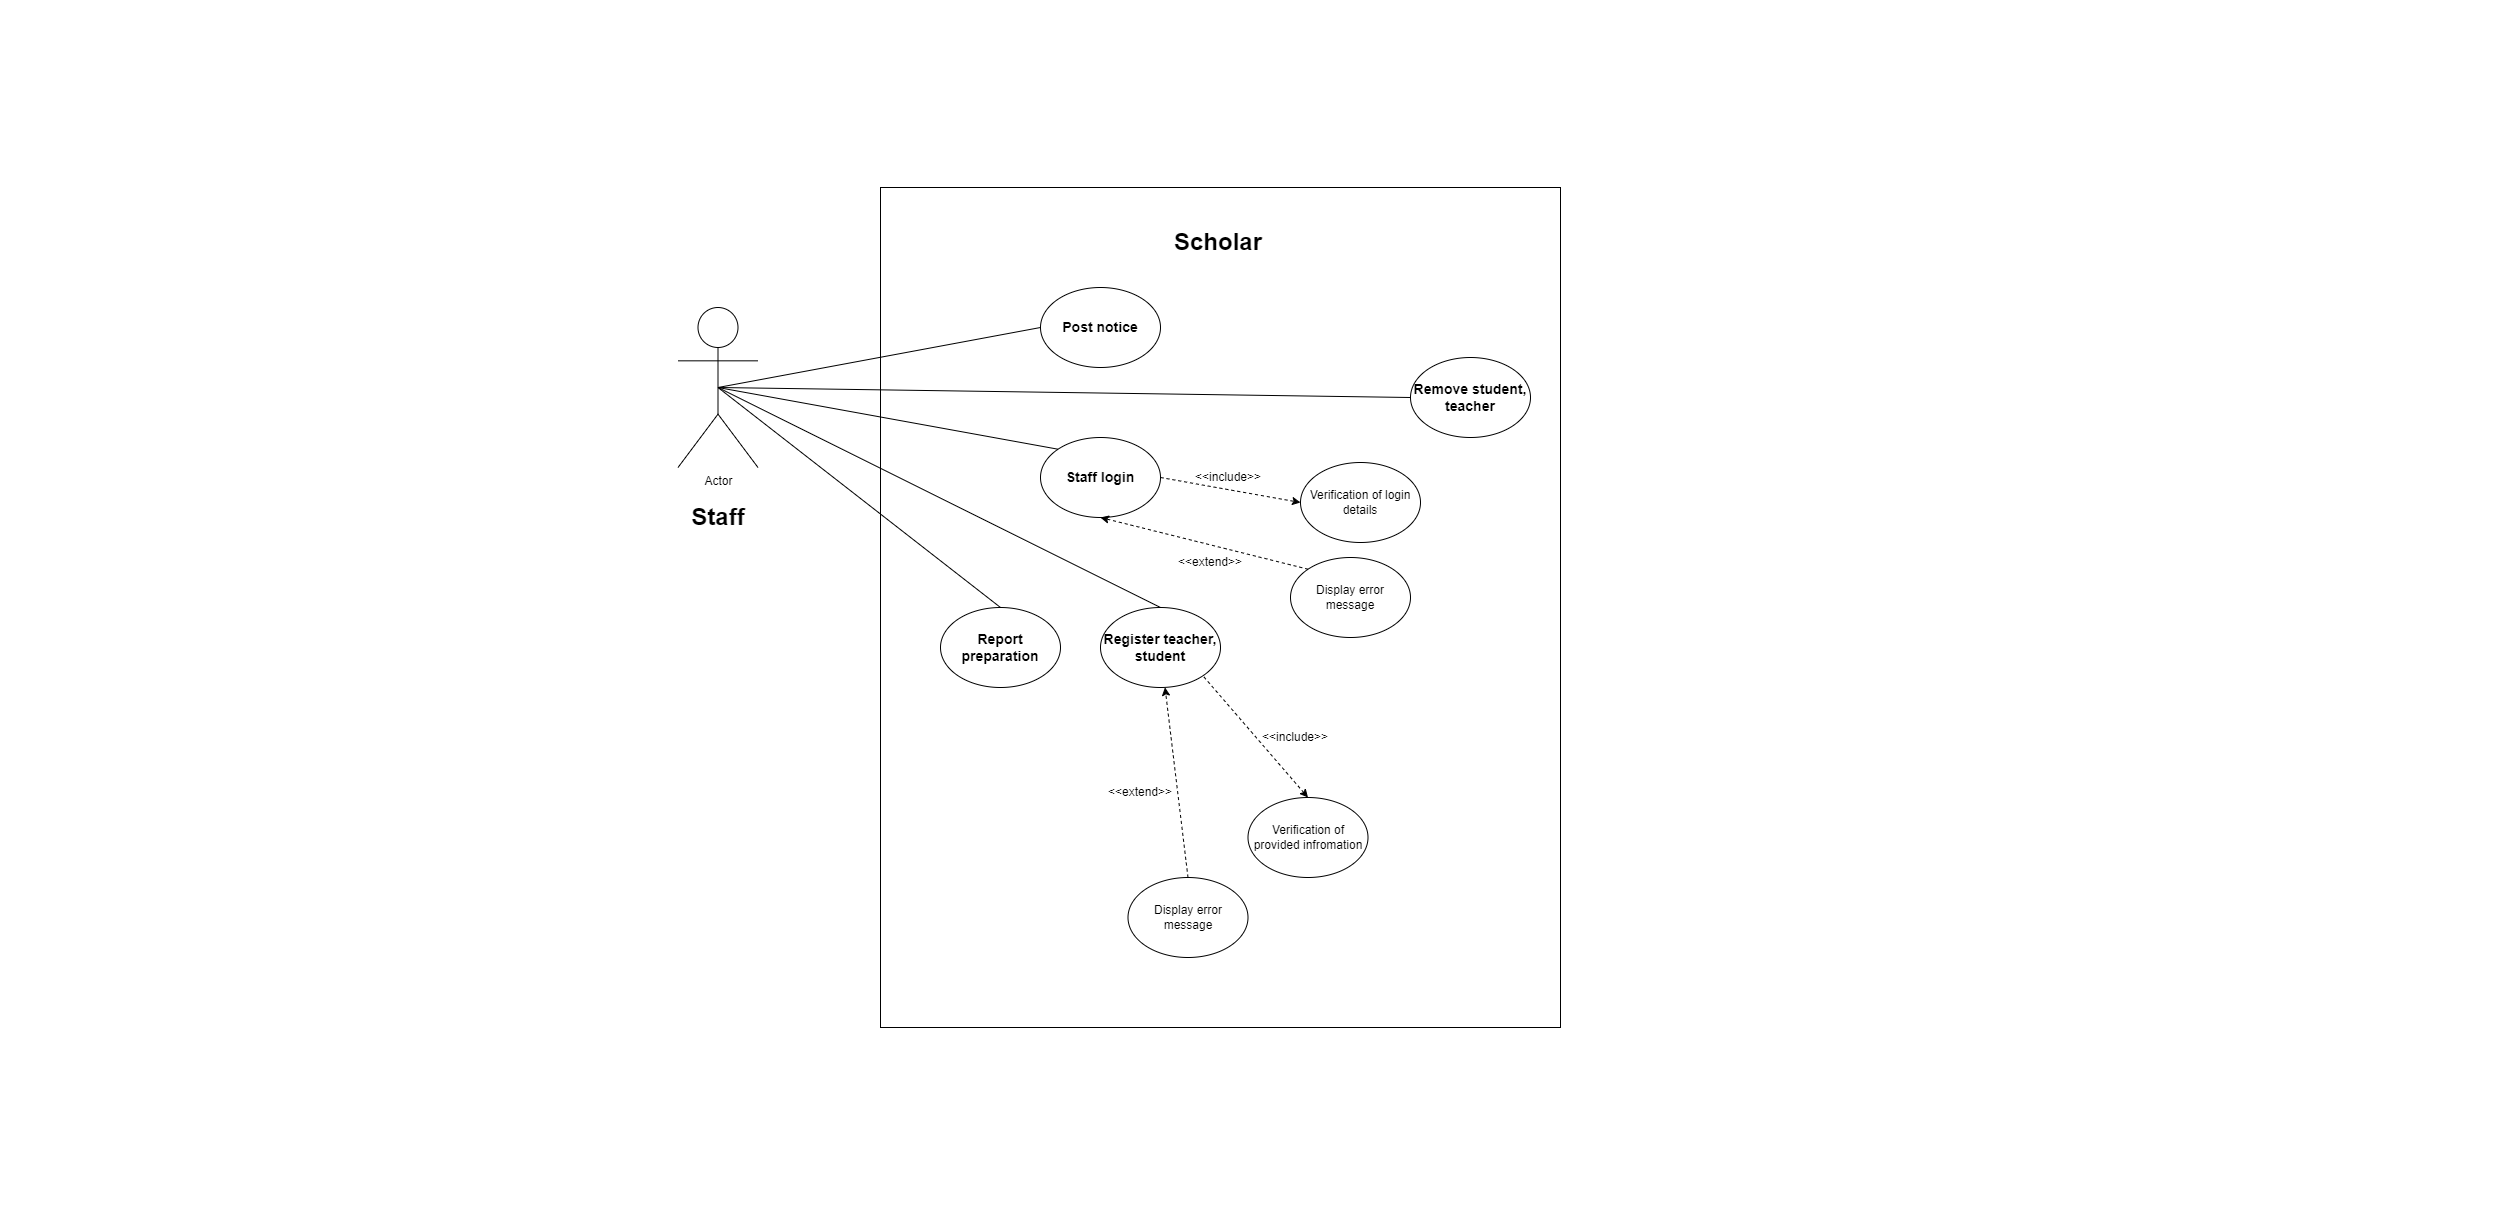 Scholar
Post notice
Remove student,
teacher
Staff login
<<include>>
Verification of login
details
Actor
Staff
<<extend>>
Display error
message
Report
preparation
Register teacher,
student
<<include>>
<<extend>>
Verification of
provided infromation
Display error
message